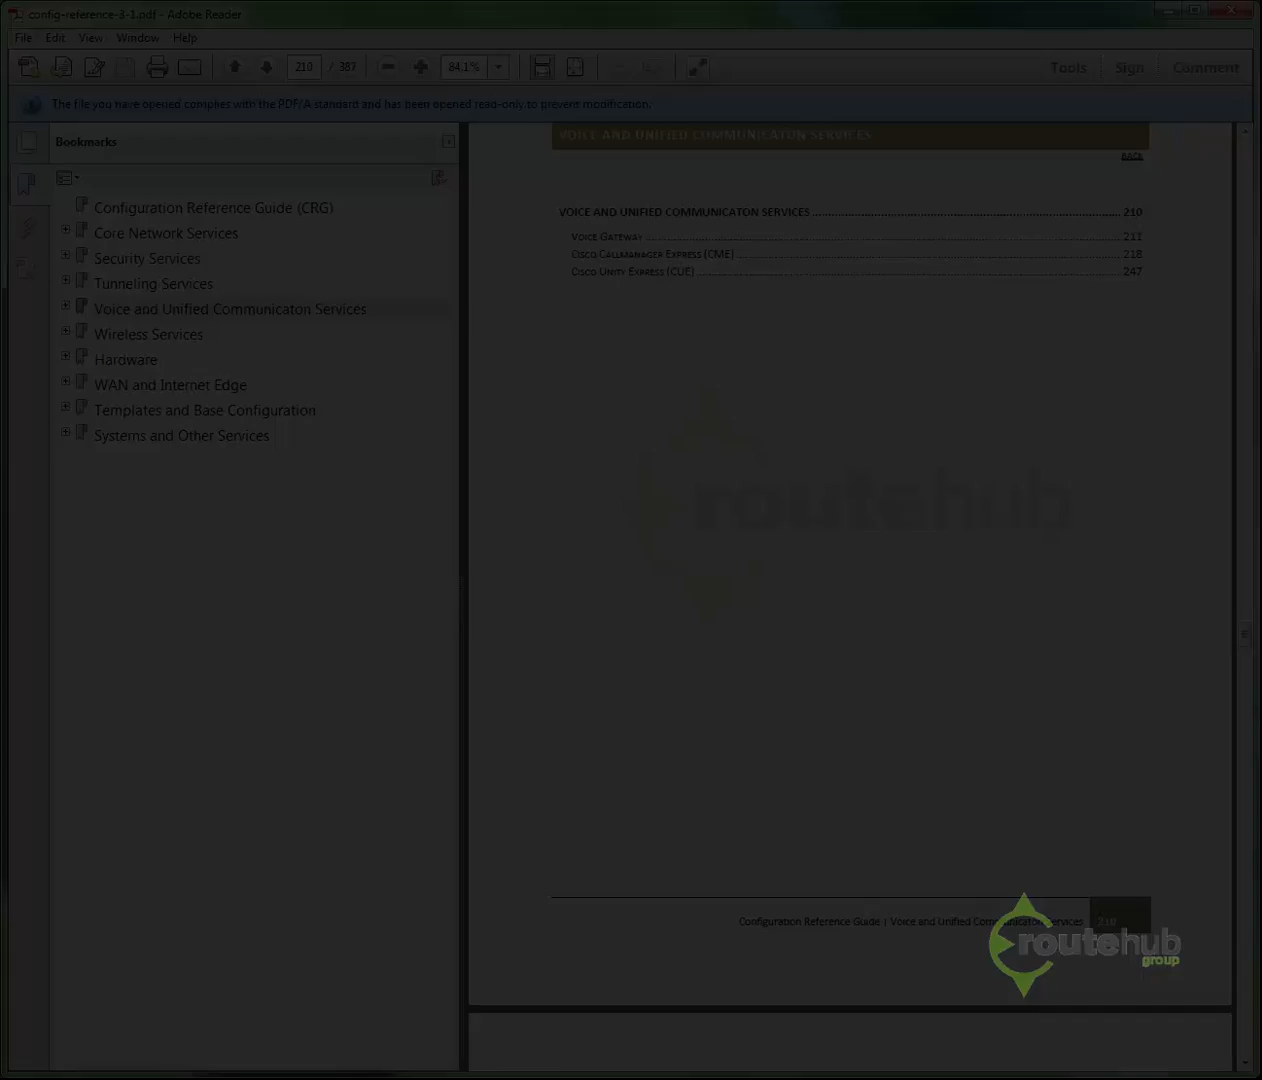 config-reference-3-1.pdf - Adobe Reader
File Edit View Window Help
210 / 387 84.1% Tools Sign Comment
The file you have opened complies with the PDF/A standard and has been opened read-only to prevent modification.
Bookmarks
Configuration Reference Guide (CRG)
Core Network Services
Security Services
Tunneling Services
Voice and Unified Communicaton Services
Wireless Services
Hardware
WAN and Internet Edge
Templates and Base Configuration
Systems and Other Services
VOICE AND UNIFIED COMMUNICATON SERVICES
BACK
VOICE AND UNIFIED COMMUNICATON SERVICES 210
VOICE GATEWAY 211
CISCO CALLMANAGER EXPRESS (CME) 218
CISCO UNITY EXPRESS (CUE) 247
routehub
Configuration Reference Guide | Voice and Unified Communicaton Services 210
routehub
group